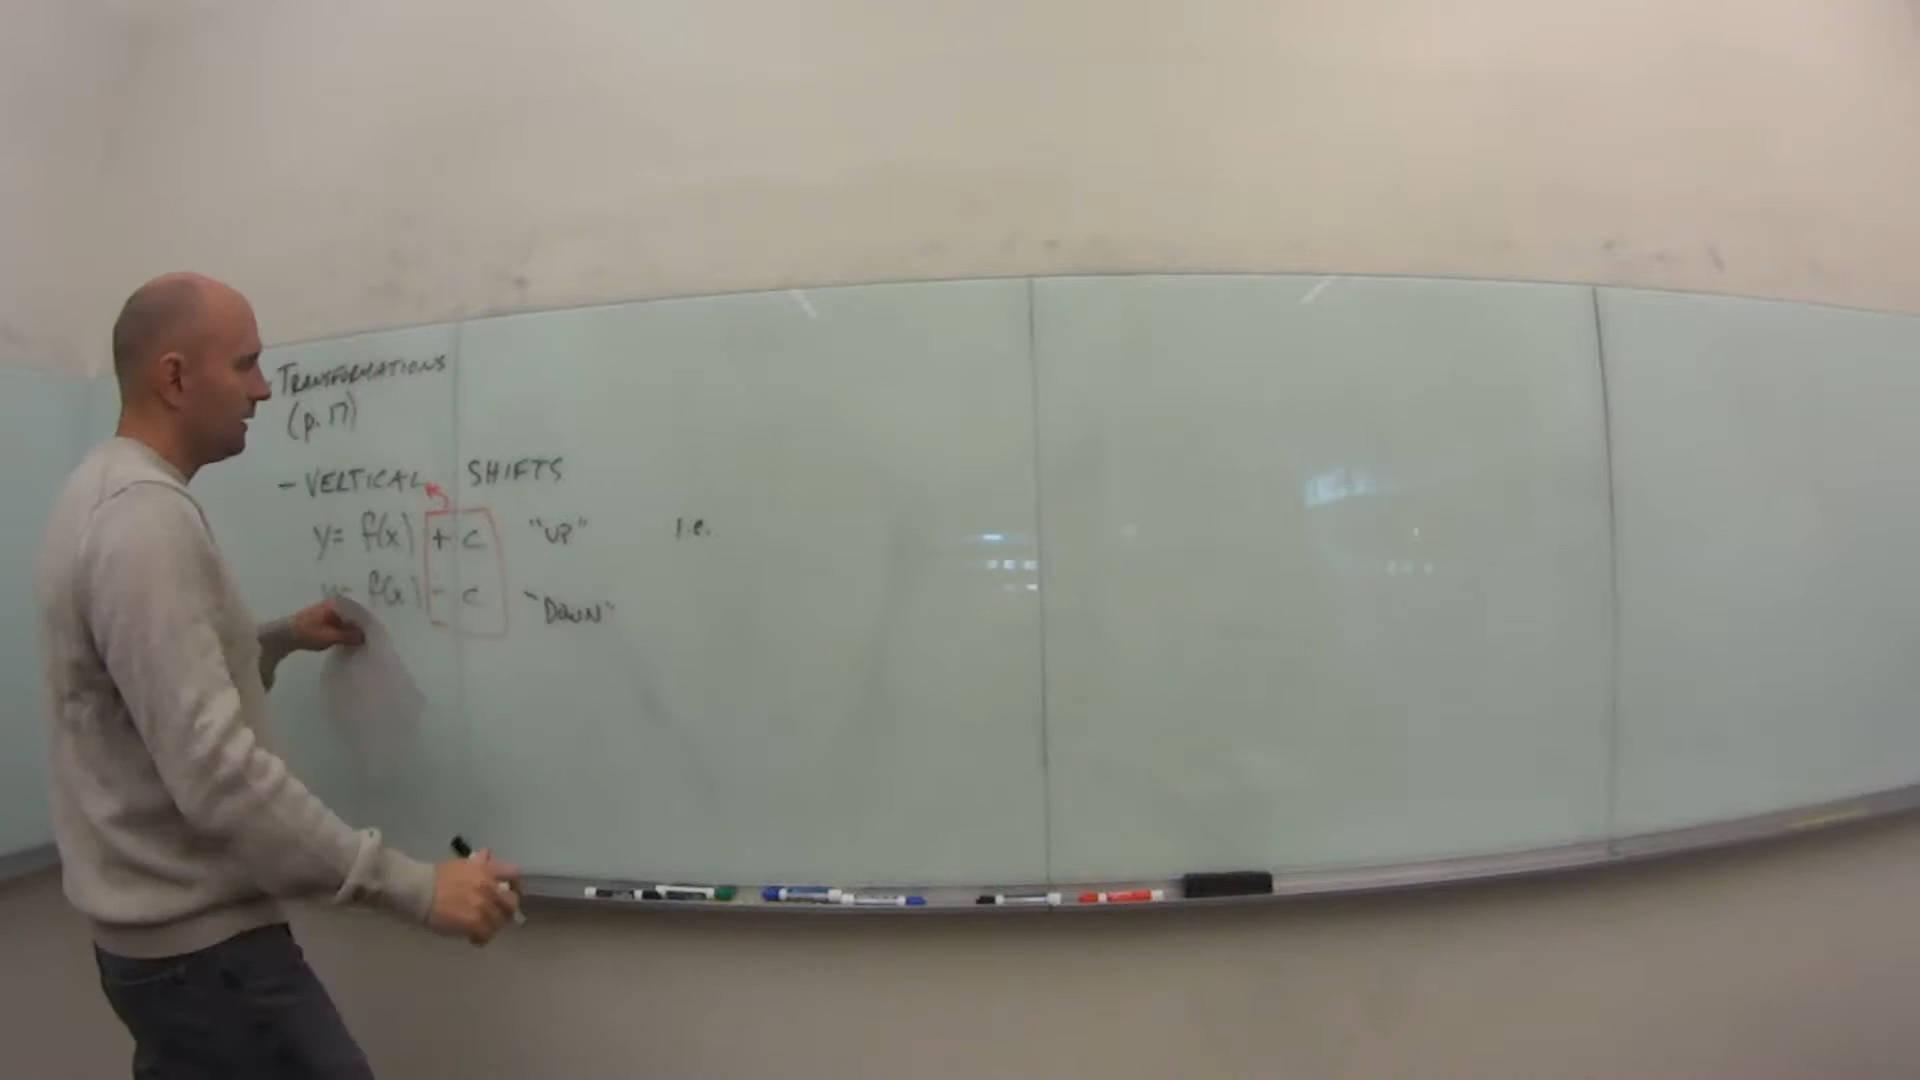 TRANSFORMATIONS
(p. 17)
- VERTICAL SHIFTS
y= f(x) + c "UP" i.e.
y= f(x) - c "DOWN"